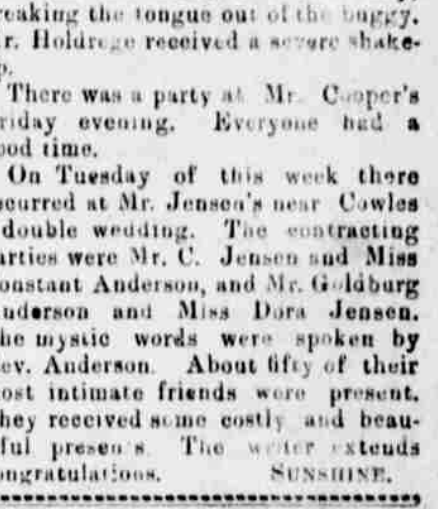 reaking the tongue out of the buggy.
r. Holdrege received a severe shake-
p.
There was a party at Mr. Cooper's
riday evening. Everyone had a
ood time.
On Tuesday of this week there
ccurred at Mr. Jensen's near Cowles
double wedding. The contracting
arties were Mr. C. Jensen and Miss
onstant Anderson, and Mr. Goldburg
nderson and Miss Dora Jensen.
he mystic words were spoken by
ev. Anderson. About fifty of their
ost intimate friends were present.
hey received some costly and beau-
ful presen s. The writer extends
ongratulations. SUNSHINE.